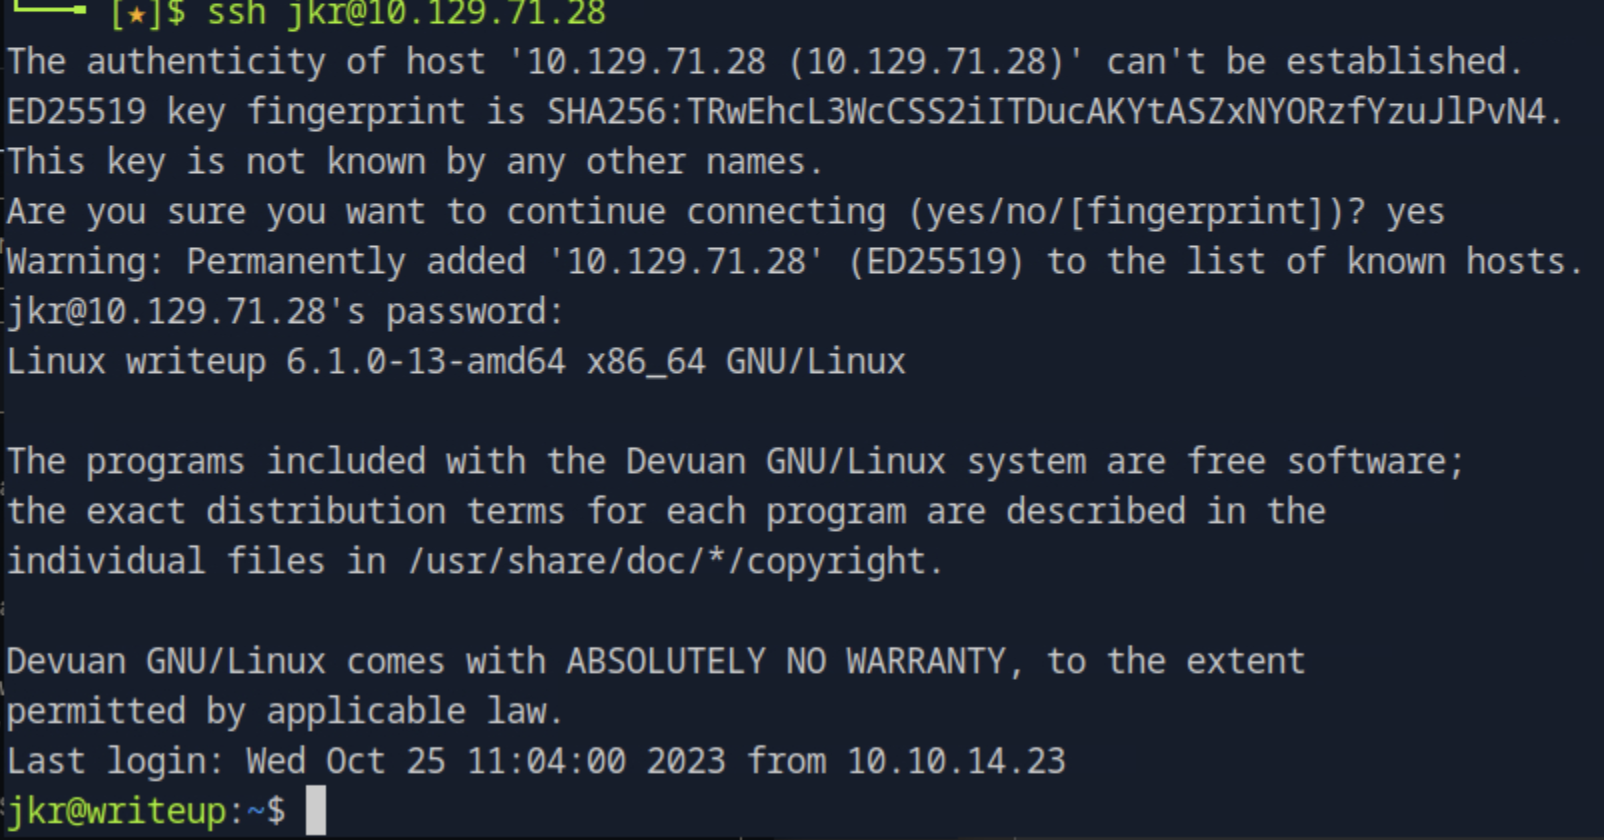 [★]$ ssh jkr@10.129.71.28
The authenticity of host '10.129.71.28 (10.129.71.28)' can't be established.
ED25519 key fingerprint is SHA256:TRwEhcL3WcCSS2iITDucAKYtASZxNYORzfYzuJlPvN4.
This key is not known by any other names.
Are you sure you want to continue connecting (yes/no/[fingerprint])? yes
Warning: Permanently added '10.129.71.28' (ED25519) to the list of known hosts.
jkr@10.129.71.28's password:
Linux writeup 6.1.0-13-amd64 x86_64 GNU/Linux
The programs included with the Devuan GNU/Linux system are free software;
the exact distribution terms for each program are described in the
individual files in /usr/share/doc/*/copyright.
Devuan GNU/Linux comes with ABSOLUTELY NO WARRANTY, to the extent
permitted by applicable law.
Last login: Wed Oct 25 11:04:00 2023 from 10.10.14.23
jkr@writeup:~$